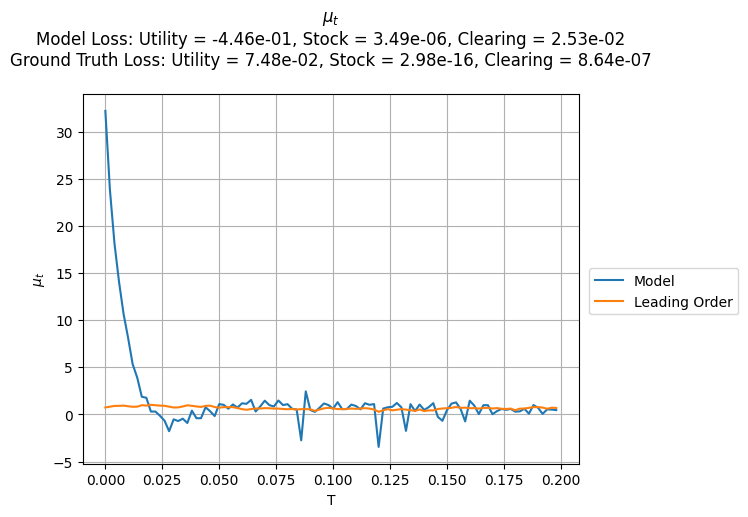 μt
Model Loss: Utility = -4.46e-01, Stock = 3.49e-06, Clearing = 2.53e-02
Ground Truth Loss: Utility = 7.48e-02, Stock = 2.98e-16, Clearing = 8.64e-07
30
25
20
15
10
5
0
−5
μt
0.000 0.025 0.050 0.075 0.100 0.125 0.150 0.175 0.200
T
Model
Leading Order